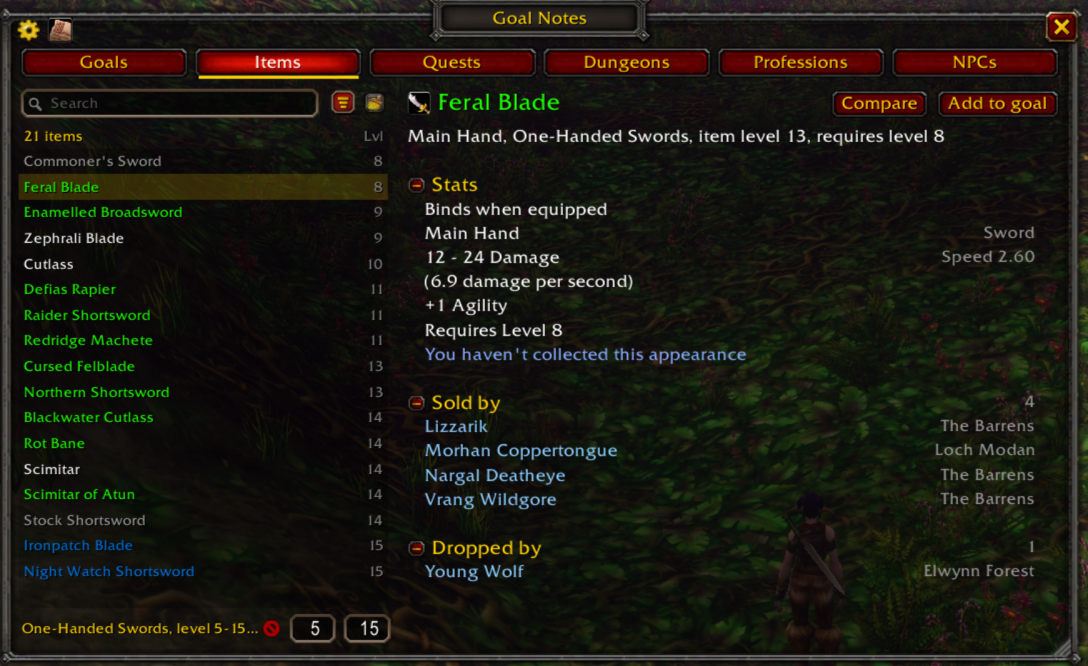 Goal Notes
Goals Items Quests Dungeons Professions NPCs
Search
21 items Lvl
Commoner's Sword 8
Feral Blade 8
Enamelled Broadsword 9
Zephrali Blade 9
Cutlass 10
Defias Rapier 11
Raider Shortsword 11
Redridge Machete 11
Cursed Felblade 13
Northern Shortsword 13
Blackwater Cutlass 14
Rot Bane 14
Scimitar 14
Scimitar of Atun 14
Stock Shortsword 14
Ironpatch Blade 15
Night Watch Shortsword 15
One-Handed Swords, level 5-15... 5 15
Feral Blade Compare Add to goal
Main Hand, One-Handed Swords, item level 13, requires level 8
Stats
Binds when equipped
Main Hand Sword
12 - 24 Damage Speed 2.60
(6.9 damage per second)
+1 Agility
Requires Level 8
You haven't collected this appearance
Sold by 4
Lizzarik The Barrens
Morhan Coppertongue Loch Modan
Nargal Deatheye The Barrens
Vrang Wildgore The Barrens
Dropped by 1
Young Wolf Elwynn Forest